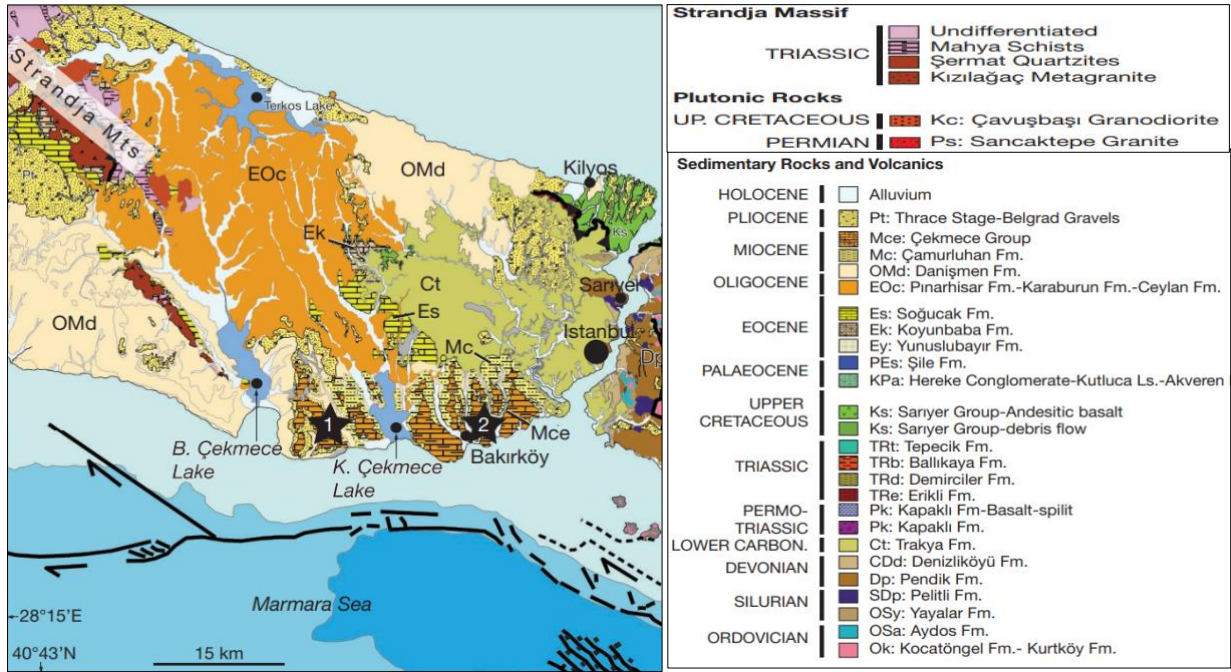 Strandja Mts
Terkos Lake
Pt
EOc
OMd
Kilyos
Ks
Ek
Ct
Sarıyer
Es
Istanbul
OMd
Mc
Dp
1
2
Mce
B. Çekmece
Lake
K. Çekmece
Lake
Bakırköy
Marmara Sea
28°15'E
40°43'N
15 km
Strandja Massif
TRIASSIC
Undifferentiated
Mahya Schists
Şermat Quartzites
Kızılağaç Metagranite
Plutonic Rocks
UP. CRETACEOUS Kc: Çavuşbaşı Granodiorite
PERMIAN Ps: Sancaktepe Granite
Sedimentary Rocks and Volcanics
HOLOCENE Alluvium
PLIOCENE Pt: Thrace Stage-Belgrad Gravels
MIOCENE Mce: Çekmece Group
Mc: Çamurluhan Fm.
OLIGOCENE OMd: Danişmen Fm.
EOc: Pınarhisar Fm.-Karaburun Fm.-Ceylan Fm.
EOCENE Es: Soğucak Fm.
Ek: Koyunbaba Fm.
Ey: Yunuslubayır Fm.
PALAEOCENE PEs: Şile Fm.
KPa: Hereke Conglomerate-Kutluca Ls.-Akveren
UPPER
CRETACEOUS
Ks: Sarıyer Group-Andesitic basalt
Ks: Sarıyer Group-debris flow
TRIASSIC
TRt: Tepecik Fm.
TRb: Ballıkaya Fm.
TRd: Demirciler Fm.
TRe: Erikli Fm.
PERMO-
TRIASSIC
Pk: Kapaklı Fm-Basalt-spilit
Pk: Kapaklı Fm.
LOWER CARBON. Ct: Trakya Fm.
DEVONIAN CDd: Denizliköyü Fm.
Dp: Pendik Fm.
SILURIAN SDp: Pelitli Fm.
OSy: Yayalar Fm.
ORDOVICIAN OSa: Aydos Fm.
Ok: Kocatöngel Fm.- Kurtköy Fm.